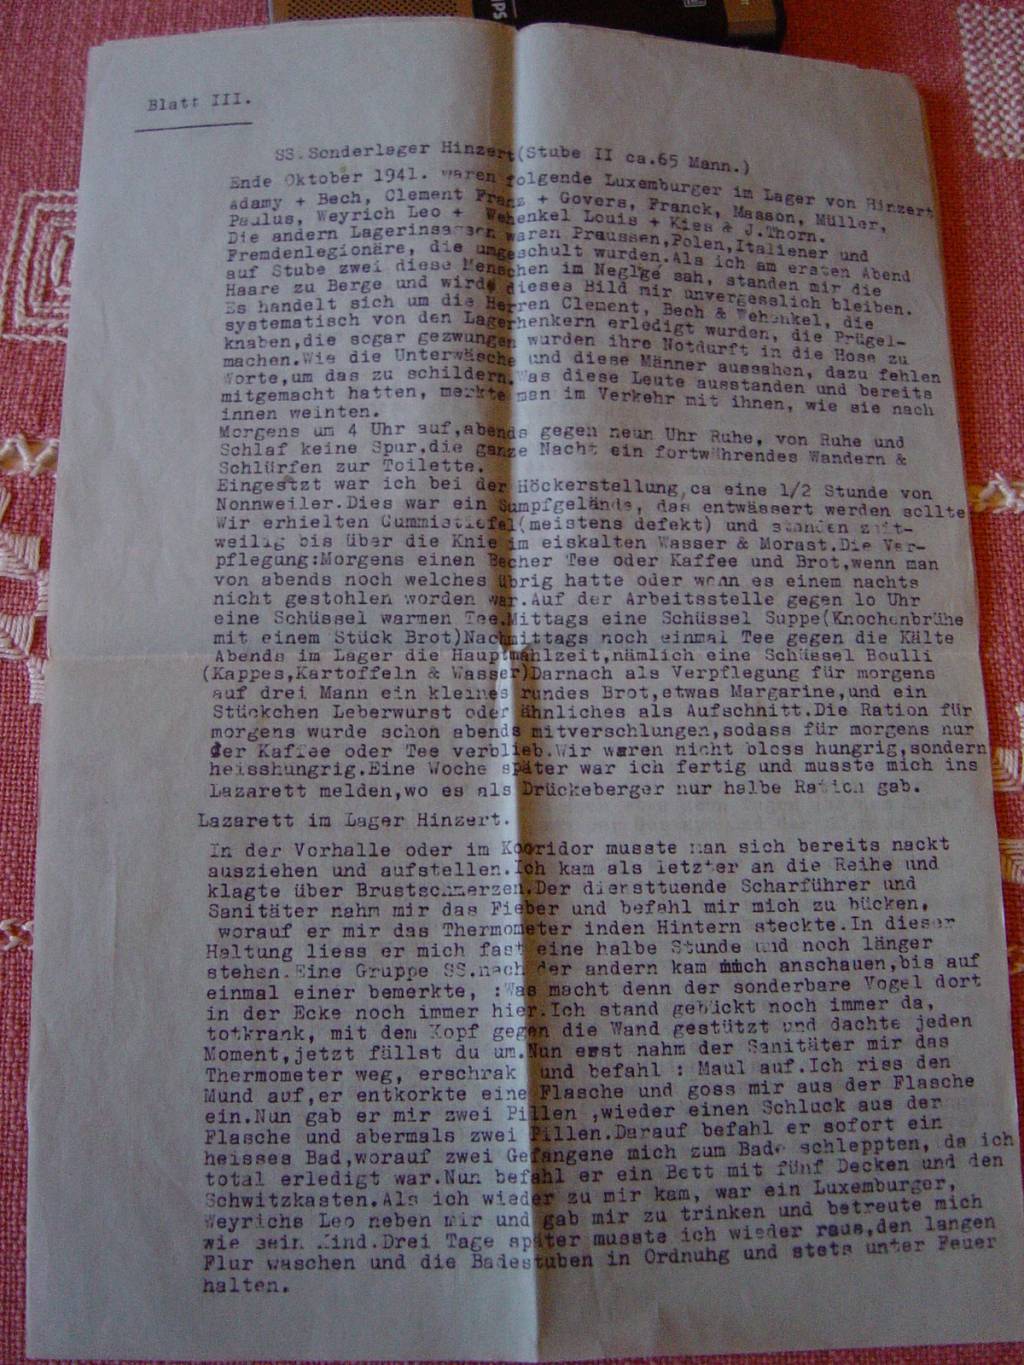 Blatt III.
SS.Sonderlager Hinzert(Stube II ca.65 Mann.)
Ende Oktober 1941. waren folgende Luxemburger im Lager von Hinzert
Adamy + Bech, Clement Franz + Govers, Franck, Masson, Müller,
Paulus, Weyrich Leo + Wehenkel Louis + Kies & J.Thorn.
Die andern Lagerinsassen waren Preussen,Polen,Italiener und
Fremdenlegionäre, die umgeschult wurden.Als ich am ersten Abend
auf Stube zwei diese Menschen im Neglgé sah, standen mir die
Haare zu Berge und wird dieses Bild mir unvergesslich bleiben.
Es handelt sich um die Herren Clement, Bech & Wehenkel, die
systematisch von den Lagerhenkern erledigt wurden, die Prügel-
knaben,die sogar gezwungen wurden ihre Notdurft in die Hose zu
machen.Wie die Unterwäsche und diese Männer aussahen, dazu fehlen
Worte,um das zu schildern.Was diese Leute ausstanden und bereits
mitgemacht hatten, merkte man im Verkehr mit ihnen, wie sie nach
innen weinten.
Morgens um 4 Uhr auf,abends gegen neun Uhr Ruhe, von Ruhe und
Schlaf keine Spur,die ganze Nacht ein fortwährendes Wandern &
Schlürfen zur Toilette.
Eingestzt war ich bei der Höckerstellung,ca eine 1/2 Stunde von
Nonnweiler.Dies war ein Sumpfgelände, das entwässert werden sollte
Wir erhielten Gummistiefel(meistens defekt) und standen zeit-
weilig bis über die Knie im eiskalten Wasser & Morast.Die Ver-
pflegung:Morgens einen Becher Tee oder Kaffee und Brot,wenn man
von abends noch welches übrig hatte oder wenn es einem nachts
nicht gestohlen worden war.Auf der Arbeitsstelle gegen 1o Uhr
eine Schüssel warmen Tee.Mittags eine Schüssel Suppe(Knochenbrühe
mit einem Stück Brot)Nachmittags noch einmal Tee gegen die Kälte
Abends im Lager die Hauptmahlzeit,nämlich eine Schüssel Boulli
(Kappes,Kartoffeln & Wasser)Darnach als Verpflegung für morgens
auf drei Mann ein kleines rundes Brot,etwas Margarine,und ein
Stückchen Leberwurst oder ähnliches als Aufschnitt.Die Ration für
morgens wurde schon abends mitverschlungen,sodass für morgens nur
der Kaffee oder Tee verblieb.Wir waren nicht bloss hungrig,sondern
heisshungrig.Eine Woche später war ich fertig und musste mich ins
Lazarett melden,wo es als Drückeberger nur halbe Ration gab.
Lazarett im Lager Hinzert.
In der Vorhalle oder im Kooridor musste man sich bereits nackt
ausziehen und aufstellen.Ich kam als letzter an die Reihe und
klagte über Brustschmerzen.Der diensttuende Scharführer und
Sanitäter nahm mir das Fieber und befahl mir mich zu bücken,
worauf er mir das Thermometer inden Hintern steckte.In dieser
Haltung liess er mich fast eine halbe Stunde und noch länger
stehen.Eine Gruppe SS.nach der andern kam mich anschauen,bis auf
einmal einer bemerkte, :Was macht denn der sonderbare Vogel dort
in der Ecke noch immer hier.Ich stand gebückt noch immer da,
totkrank, mit dem Kopf gegen die Wand gestützt und dachte jeden
Moment,jetzt fällst du um.Nun erst nahm der Sanitäter mir das
Thermometer weg, erschrak und befahl : Maul auf.Ich riss den
Mund auf,er entkorkte eine Flasche und goss mir aus der Flasche
ein.Nun gab er mir zwei Pillen ,wieder einen Schluck aus der
Flasche und abermals zwei Pillen.Darauf befahl er sofort ein
heisses Bad,worauf zwei Gefangene mich zum Bade schleppten, da ich
total erledigt war.Nun befahl er ein Bett mit fünf Decken und den
Schwitzkasten.Als ich wieder zu mir kam, war ein Luxemburger,
Weyrichs Leo neben mir und gab mir zu trinken und betreute mich
wie sein Kind.Drei Tage später musste ich wieder raus,den langen
Flur waschen und die Badestuben in Ordnuhg und stets unter Feuer
halten.